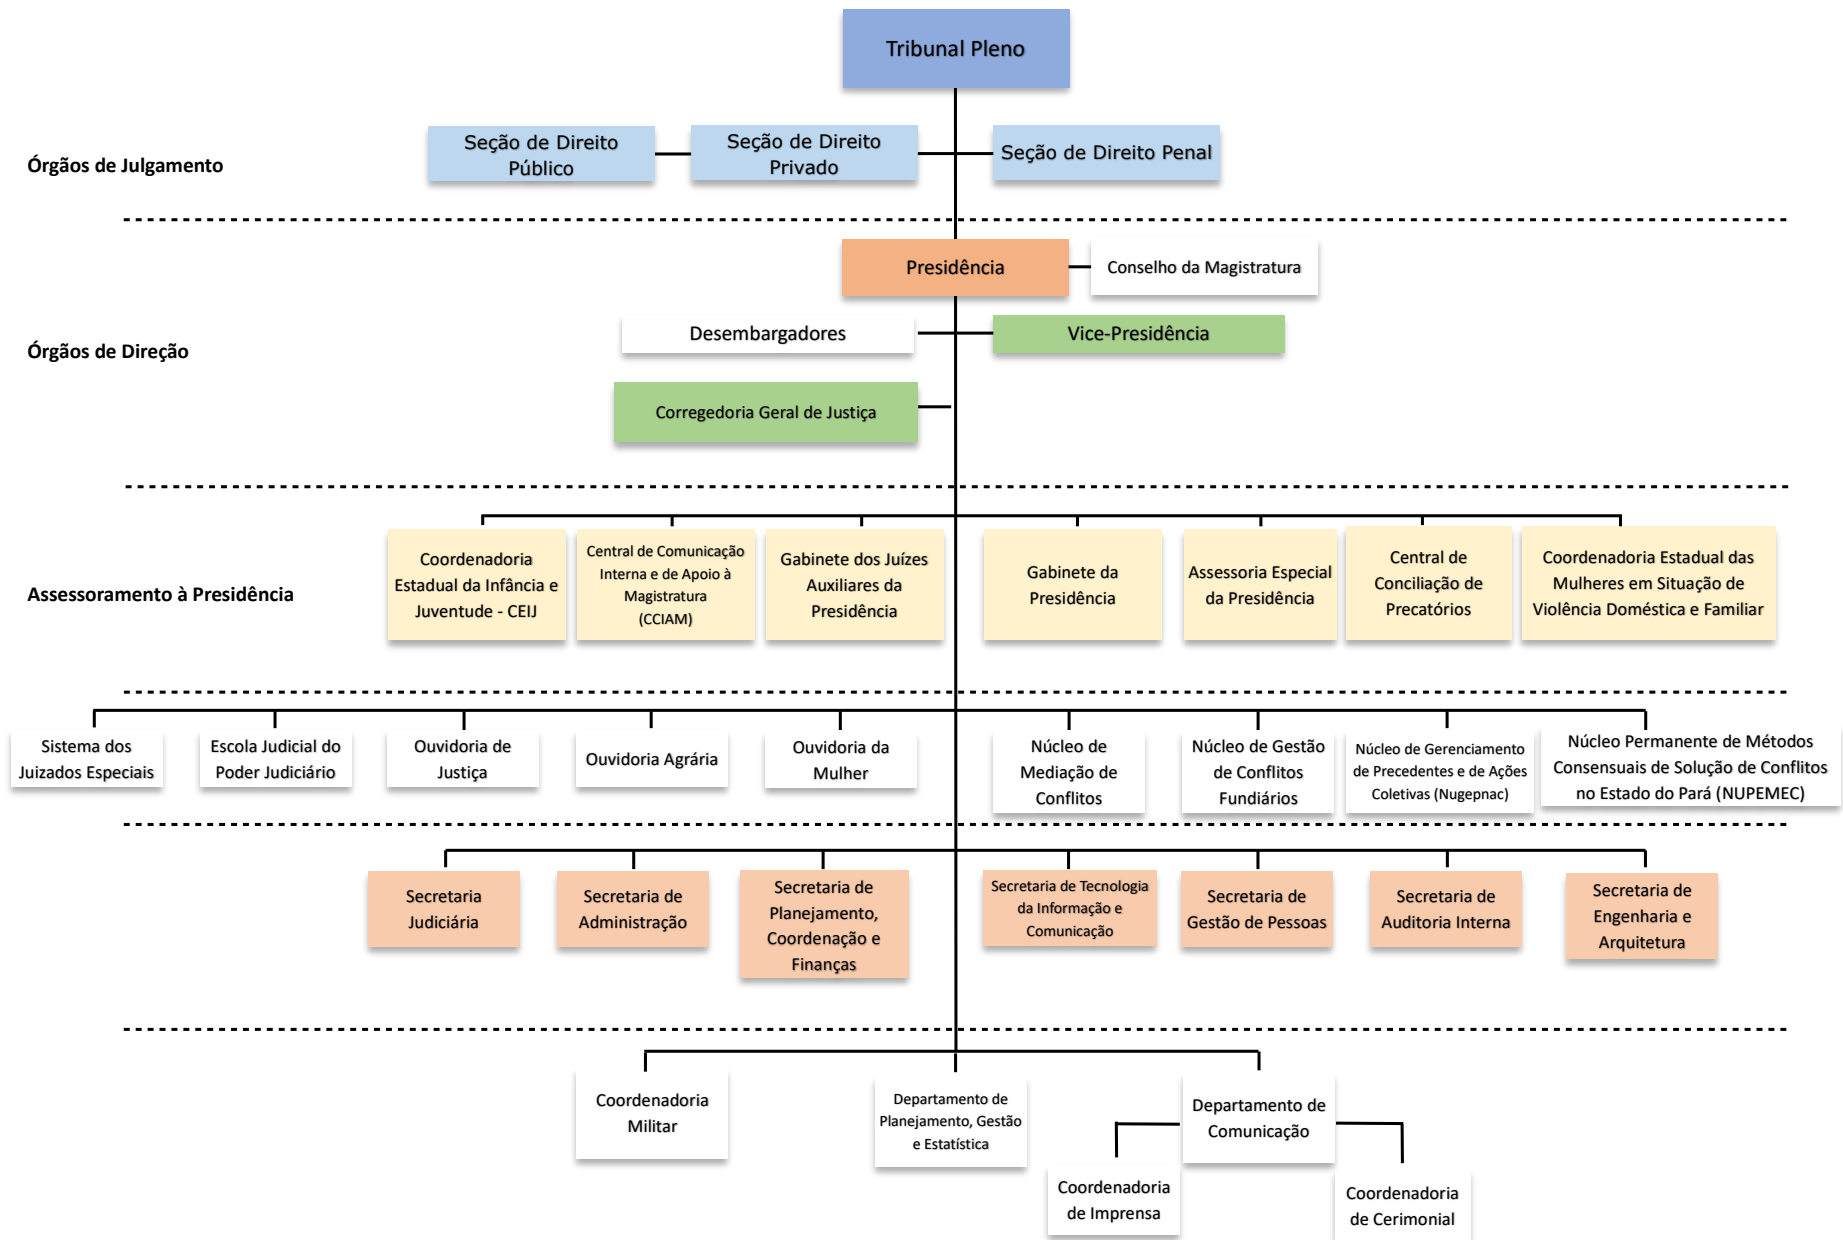 Tribunal Pleno
Órgãos de Julgamento
Seção de Direito
Público
Seção de Direito
Privado
Seção de Direito Penal
Presidência
Conselho da Magistratura
Órgãos de Direção
Desembargadores
Vice-Presidência
Corregedoria Geral de Justiça
Assessoramento à Presidência
Coordenadoria
Estadual da Infância e
Juventude - CEIJ
Central de Comunicação
Interna e de Apoio à
Magistratura
(CCIAM)
Gabinete dos Juízes
Auxiliares da
Presidência
Gabinete da
Presidência
Assessoria Especial
da Presidência
Central de
Conciliação de
Precatórios
Coordenadoria Estadual das
Mulheres em Situação de
Violência Doméstica e Familiar
Sistema dos
Juizados Especiais
Escola Judicial do
Poder Judiciário
Ouvidoria de
Justiça
Ouvidoria Agrária
Ouvidoria da
Mulher
Núcleo de
Mediação de
Conflitos
Núcleo de Gestão
de Conflitos
Fundiários
Núcleo de Gerenciamento
de Precedentes e de Ações
Coletivas (Nugepnac)
Núcleo Permanente de Métodos
Consensuais de Solução de Conflitos
no Estado do Pará (NUPEMEC)
Secretaria
Judiciária
Secretaria de
Administração
Secretaria de
Planejamento,
Coordenação e
Finanças
Secretaria de Tecnologia
da Informação e
Comunicação
Secretaria de
Gestão de Pessoas
Secretaria de
Auditoria Interna
Secretaria de
Engenharia e
Arquitetura
Coordenadoria
Militar
Departamento de
Planejamento, Gestão
e Estatística
Departamento de
Comunicação
Coordenadoria
de Imprensa
Coordenadoria
de Cerimonial